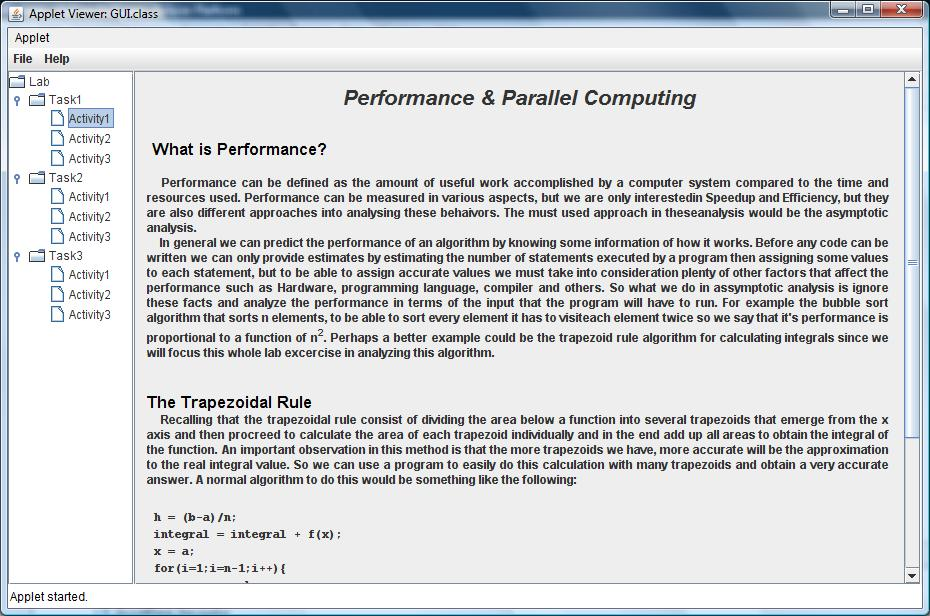 Applet Viewer: GUI.class
Applet
File Help
Lab
Task1
Activity1
Activity2
Activity3
Task2
Activity1
Activity2
Activity3
Task3
Activity1
Activity2
Activity3
Performance & Parallel Computing
What is Performance?
Performance can be defined as the amount of useful work accomplished by a computer system compared to the time and
resources used. Performance can be measured in various aspects, but we are only interestedin Speedup and Efficiency, but they
are also different approaches into analysing these behaivors. The must used approach in theseanalysis would be the asymptotic
analysis.
In general we can predict the performance of an algorithm by knowing some information of how it works. Before any code can be
written we can only provide estimates by estimating the number of statements executed by a program then assigning some values
to each statement, but to be able to assign accurate values we must take into consideration plenty of other factors that affect the
performance such as Hardware, programming language, compiler and others. So what we do in assymptotic analysis is ignore
these facts and analyze the performance in terms of the input that the program will have to run. For example the bubble sort
algorithm that sorts n elements, to be able to sort every element it has to visiteach element twice so we say that it's performance is
proportional to a function of n². Perhaps a better example could be the trapezoid rule algorithm for calculating integrals since we
will focus this whole lab excercise in analyzing this algorithm.
The Trapezoidal Rule
Recalling that the trapezoidal rule consist of dividing the area below a function into several trapezoids that emerge from the x
axis and then procreed to calculate the area of each trapezoid individually and in the end add up all areas to obtain the integral of
the function. An important observation in this method is that the more trapezoids we have, more accurate will be the approximation
to the real integral value. So we can use a program to easily do this calculation with many trapezoids and obtain a very accurate
answer. A normal algorithm to do this would be something like the following:
h = (b-a)/n;
integral = integral + f(x);
x = a;
for(i=1;i=n-1;i++){
Applet started.